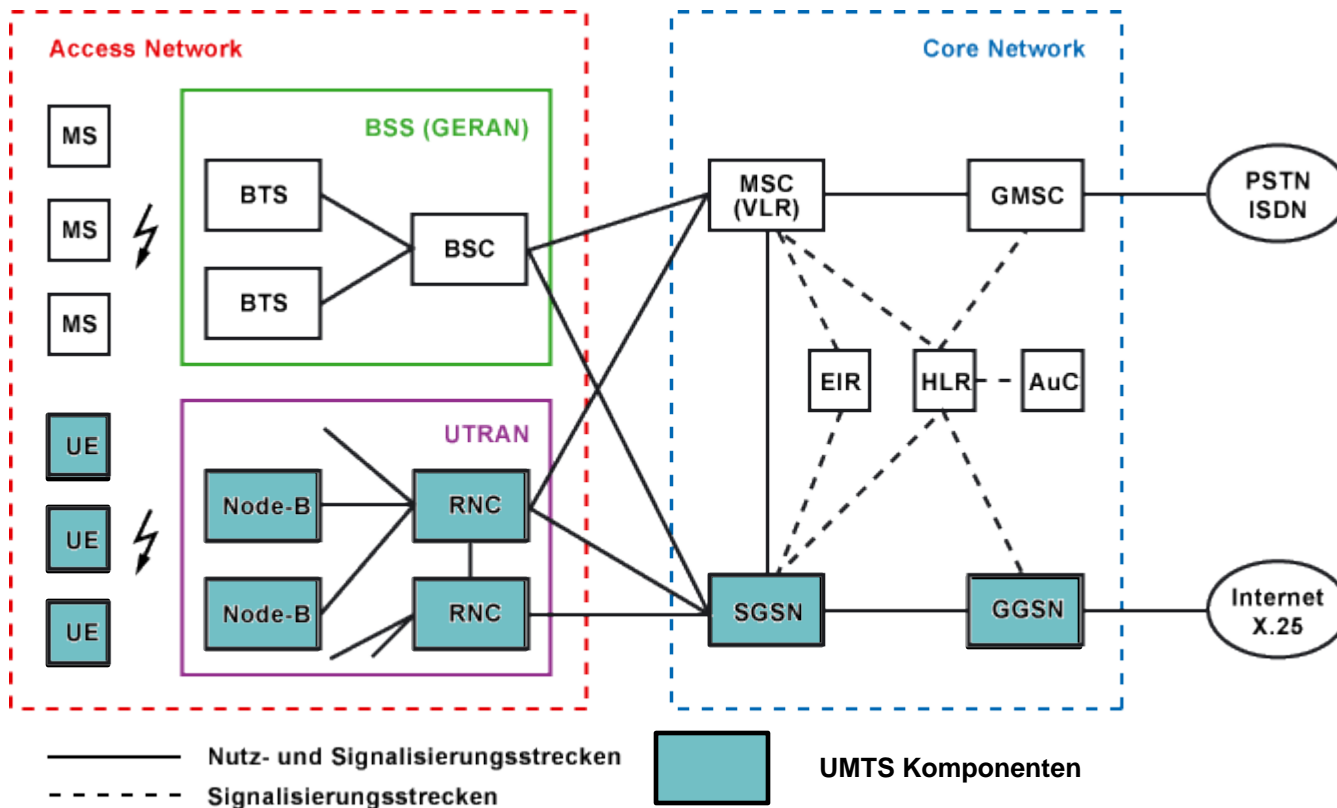 Access Network
Core Network
MS
MS
MS
BSS (GERAN)
BTS
BTS
BSC
UE
UE
UE
UTRAN
Node-B
Node-B
RNC
RNC
MSC
(VLR)
GMSC
EIR
HLR
AuC
SGSN
GGSN
PSTN
ISDN
Internet
X.25
Nutz- und Signalisierungsstrecken
Signalisierungsstrecken
UMTS Komponenten